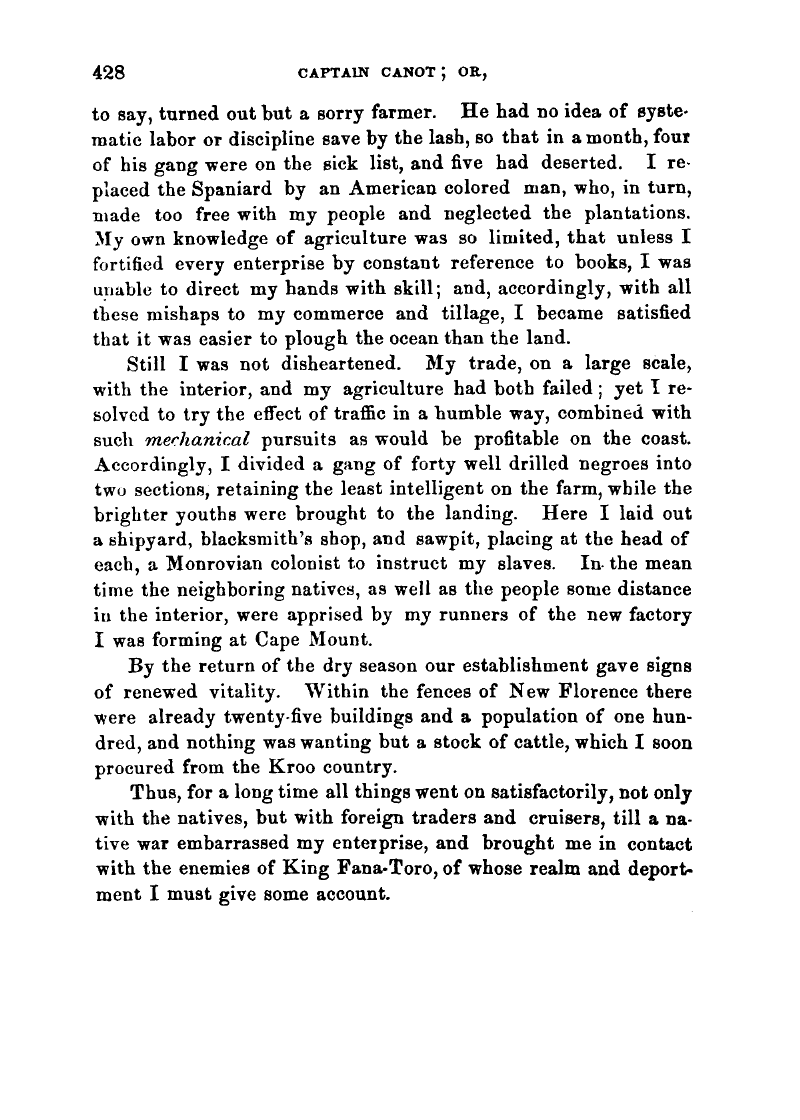 428 CAPTAIN CANOT; OR,
to say, turned out but a sorry farmer. He had no idea of syste-
matic labor or discipline save by the lash, so that in a month, four
of his gang were on the sick list, and five had deserted. I re-
placed the Spaniard by an American colored man, who, in turn,
made too free with my people and neglected the plantations.
My own knowledge of agriculture was so limited, that unless I
fortified every enterprise by constant reference to books, I was
unable to direct my hands with skill; and, accordingly, with all
these mishaps to my commerce and tillage, I became satisfied
that it was easier to plough the ocean than the land.
Still I was not disheartened. My trade, on a large scale,
with the interior, and my agriculture had both failed; yet I re-
solved to try the effect of traffic in a humble way, combined with
such mechanical pursuits as would be profitable on the coast.
Accordingly, I divided a gang of forty well drilled negroes into
two sections, retaining the least intelligent on the farm, while the
brighter youths were brought to the landing. Here I laid out
a shipyard, blacksmith's shop, and sawpit, placing at the head of
each, a Monrovian colonist to instruct my slaves. In the mean
time the neighboring natives, as well as the people some distance
in the interior, were apprised by my runners of the new factory
I was forming at Cape Mount.
By the return of the dry season our establishment gave signs
of renewed vitality. Within the fences of New Florence there
were already twenty-five buildings and a population of one hun-
dred, and nothing was wanting but a stock of cattle, which I soon
procured from the Kroo country.
Thus, for a long time all things went on satisfactorily, not only
with the natives, but with foreign traders and cruisers, till a na-
tive war embarrassed my enterprise, and brought me in contact
with the enemies of King Fana-Toro, of whose realm and deport-
ment I must give some account.